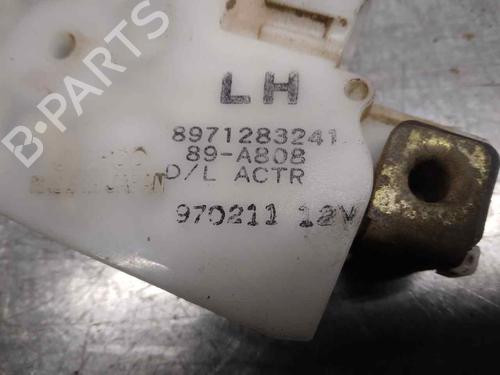 B-PARTS
LH
8971283241
89-A808
D/L ACTR
970211 12V